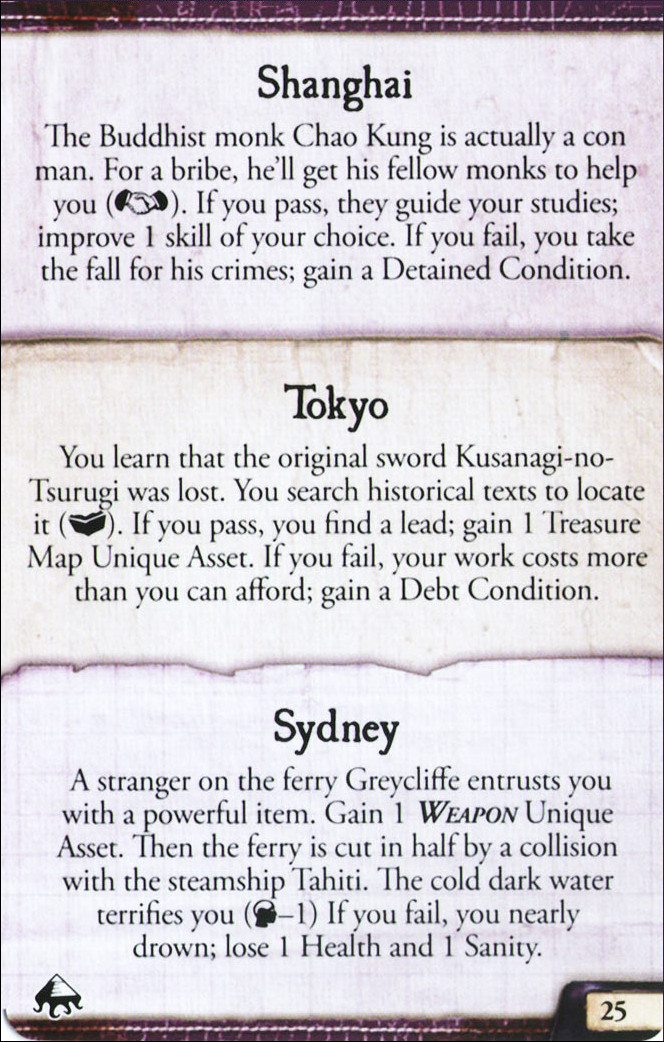 Shanghai
The Buddhist monk Chao Kung is actually a con
man. For a bribe, he'll get his fellow monks to help
you ( ). If you pass, they guide your studies;
improve 1 skill of your choice. If you fail, you take
the fall for his crimes; gain a Detained Condition.
Tokyo
You learn that the original sword Kusanagi-no-
Tsurugi was lost. You search historical texts to locate
it ( ). If you pass, you find a lead; gain 1 Treasure
Map Unique Asset. If you fail, your work costs more
than you can afford; gain a Debt Condition.
Sydney
A stranger on the ferry Greycliffe entrusts you
with a powerful item. Gain 1 WEAPON Unique
Asset. Then the ferry is cut in half by a collision
with the steamship Tahiti. The cold dark water
terrifies you ( –1) If you fail, you nearly
drown; lose 1 Health and 1 Sanity.
25